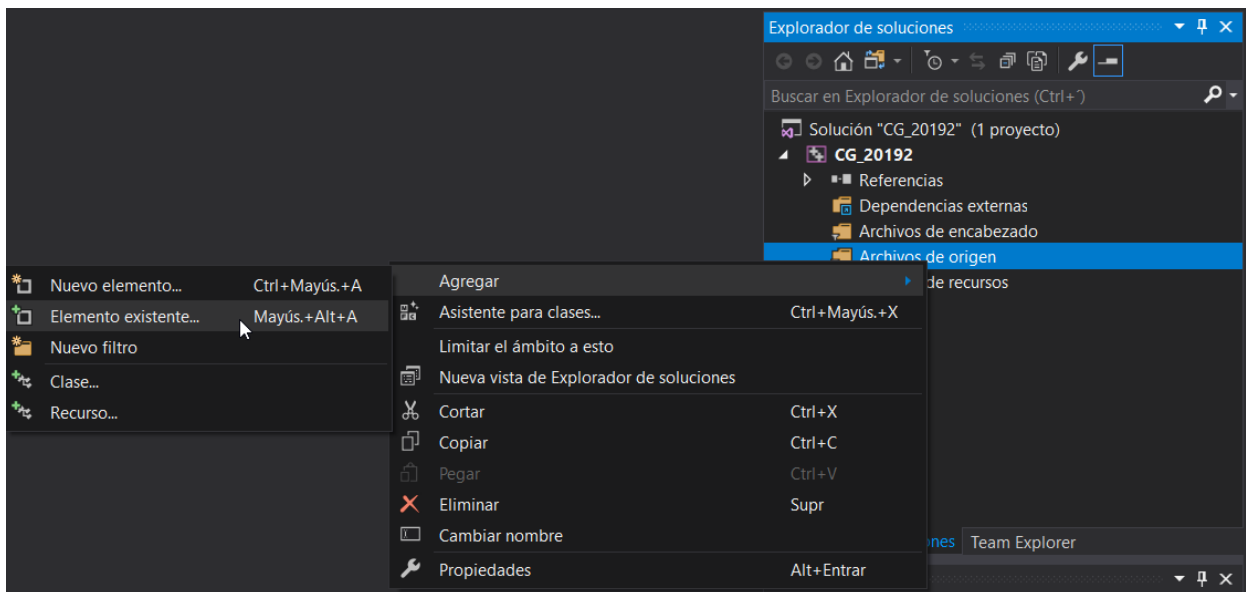 Explorador de soluciones
Buscar en Explorador de soluciones (Ctrl+´)
Solución "CG_20192" (1 proyecto)
CG_20192
Referencias
Dependencias externas
Archivos de encabezado
Archivos de origen
de recursos
Nuevo elemento... Ctrl+Mayús.+A
Elemento existente... Mayús.+Alt+A
Nuevo filtro
Clase...
Recurso...
Agregar
Asistente para clases... Ctrl+Mayús.+X
Limitar el ámbito a esto
Nueva vista de Explorador de soluciones
Cortar Ctrl+X
Copiar Ctrl+C
Pegar Ctrl+V
Eliminar Supr
Cambiar nombre
Propiedades Alt+Entrar
nes Team Explorer